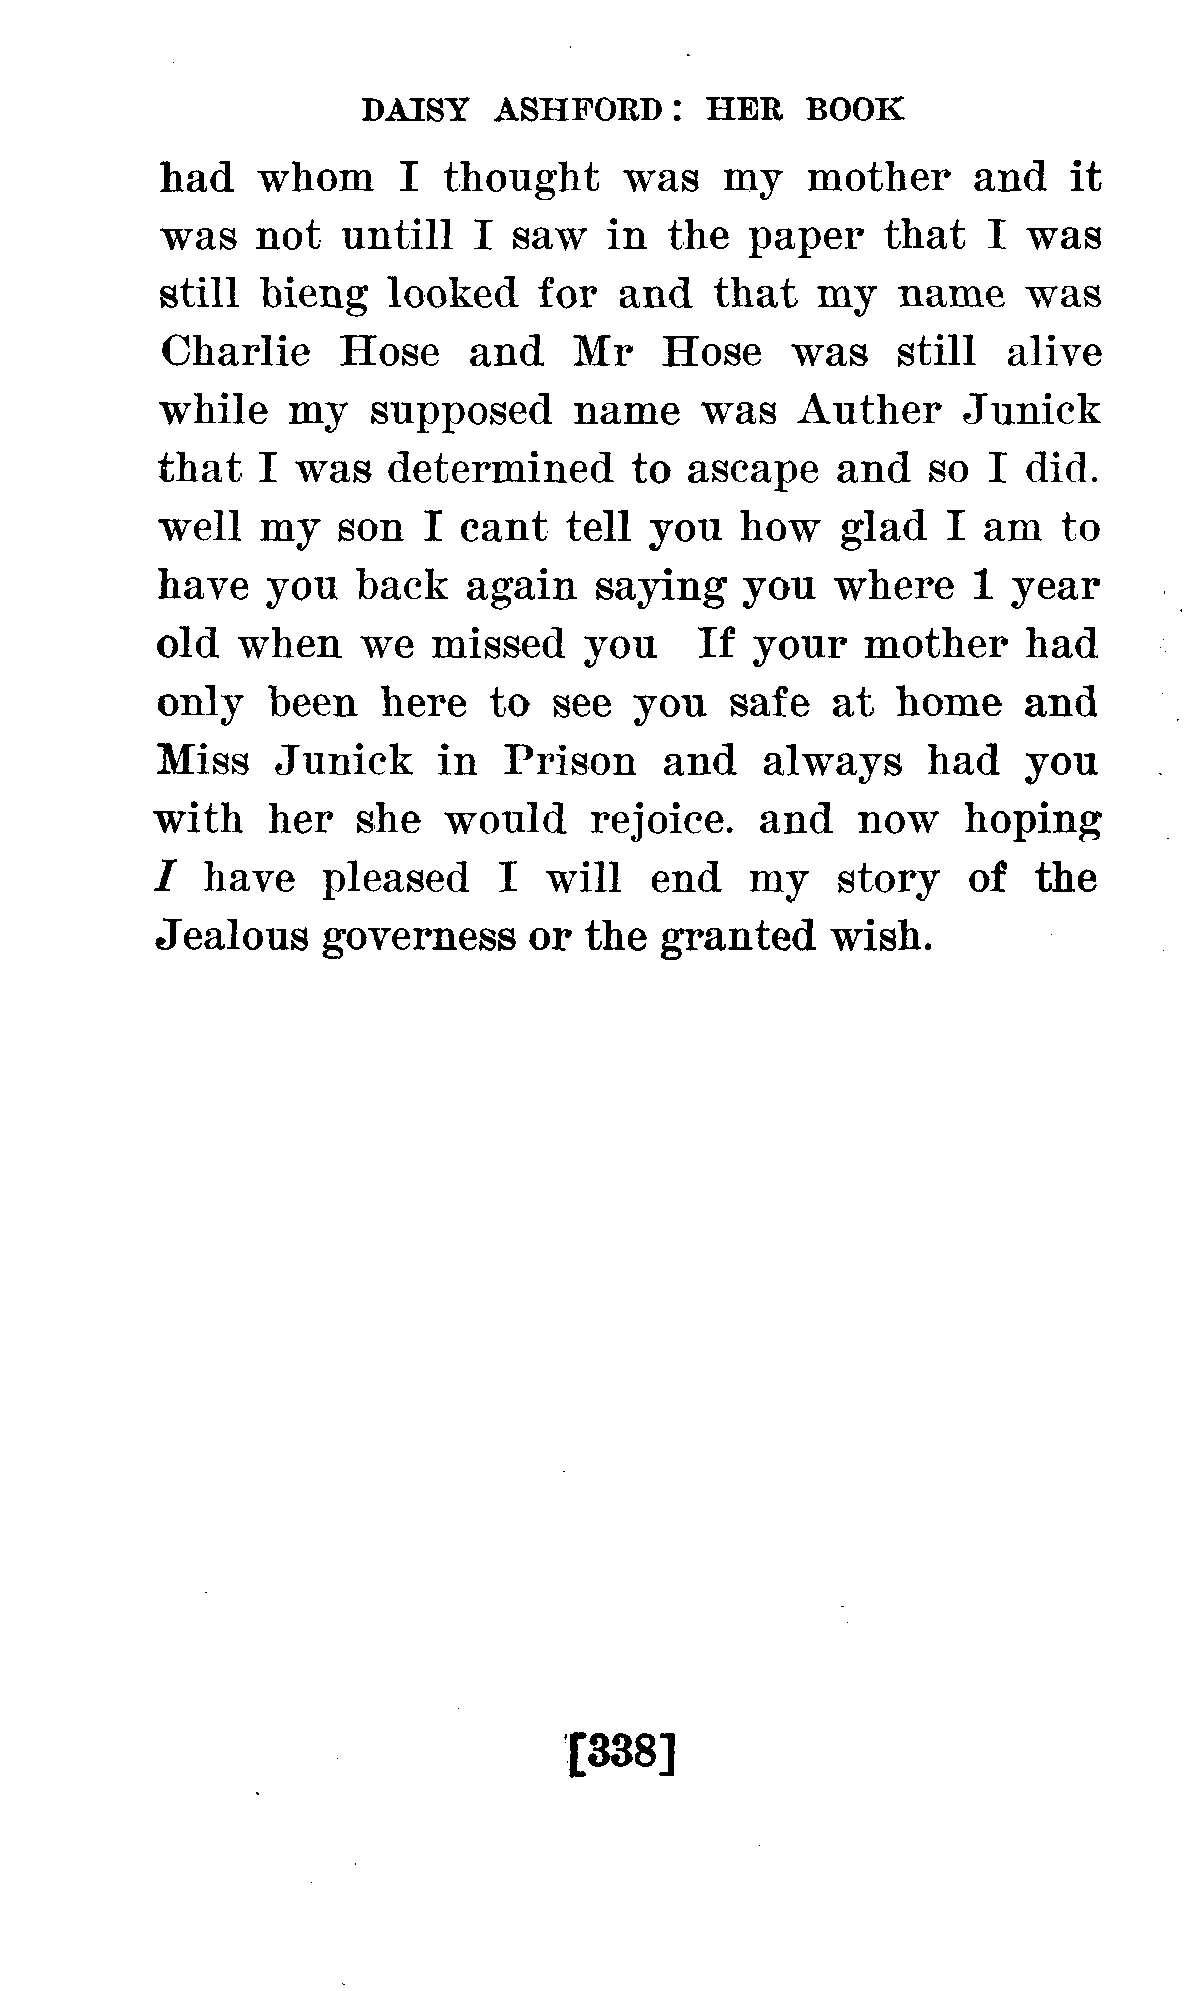 DAISY ASHFORD: HER BOOK
had whom I thought was my mother and it
was not untill I saw in the paper that I was
still bieng looked for and that my name was
Charlie Hose and Mr Hose was still alive
while my supposed name was Auther Junick
that I was determined to ascape and so I did.
well my son I cant tell you how glad I am to
have you back again saying you where 1 year
old when we missed you If your mother had
only been here to see you safe at home and
Miss Junick in Prison and always had you
with her she would rejoice. and now hoping
I have pleased I will end my story of the
Jealous governess or the granted wish.
[338]